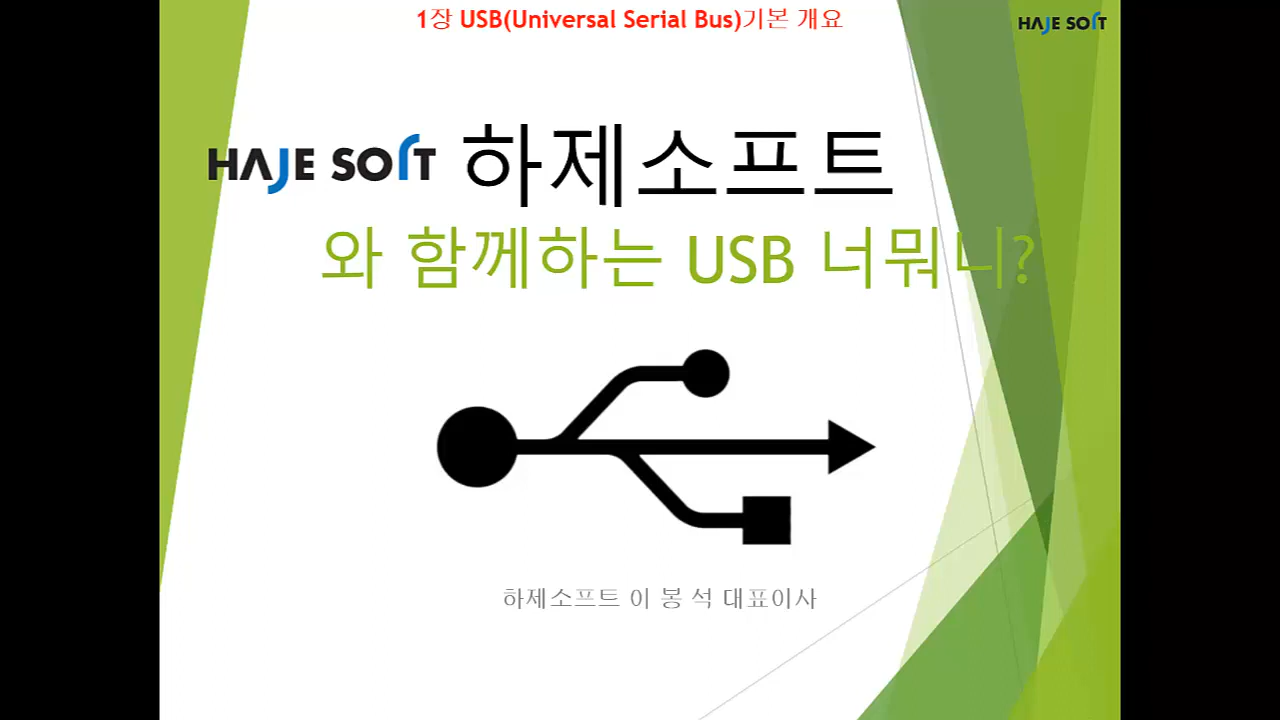 1장 USB(Universal Serial Bus)기본 개요
HAJE SOFT
HAJE SOFT 하제소프트
와 함께하는 USB 너뭐니?
하제소프트 이 봉 석 대표이사